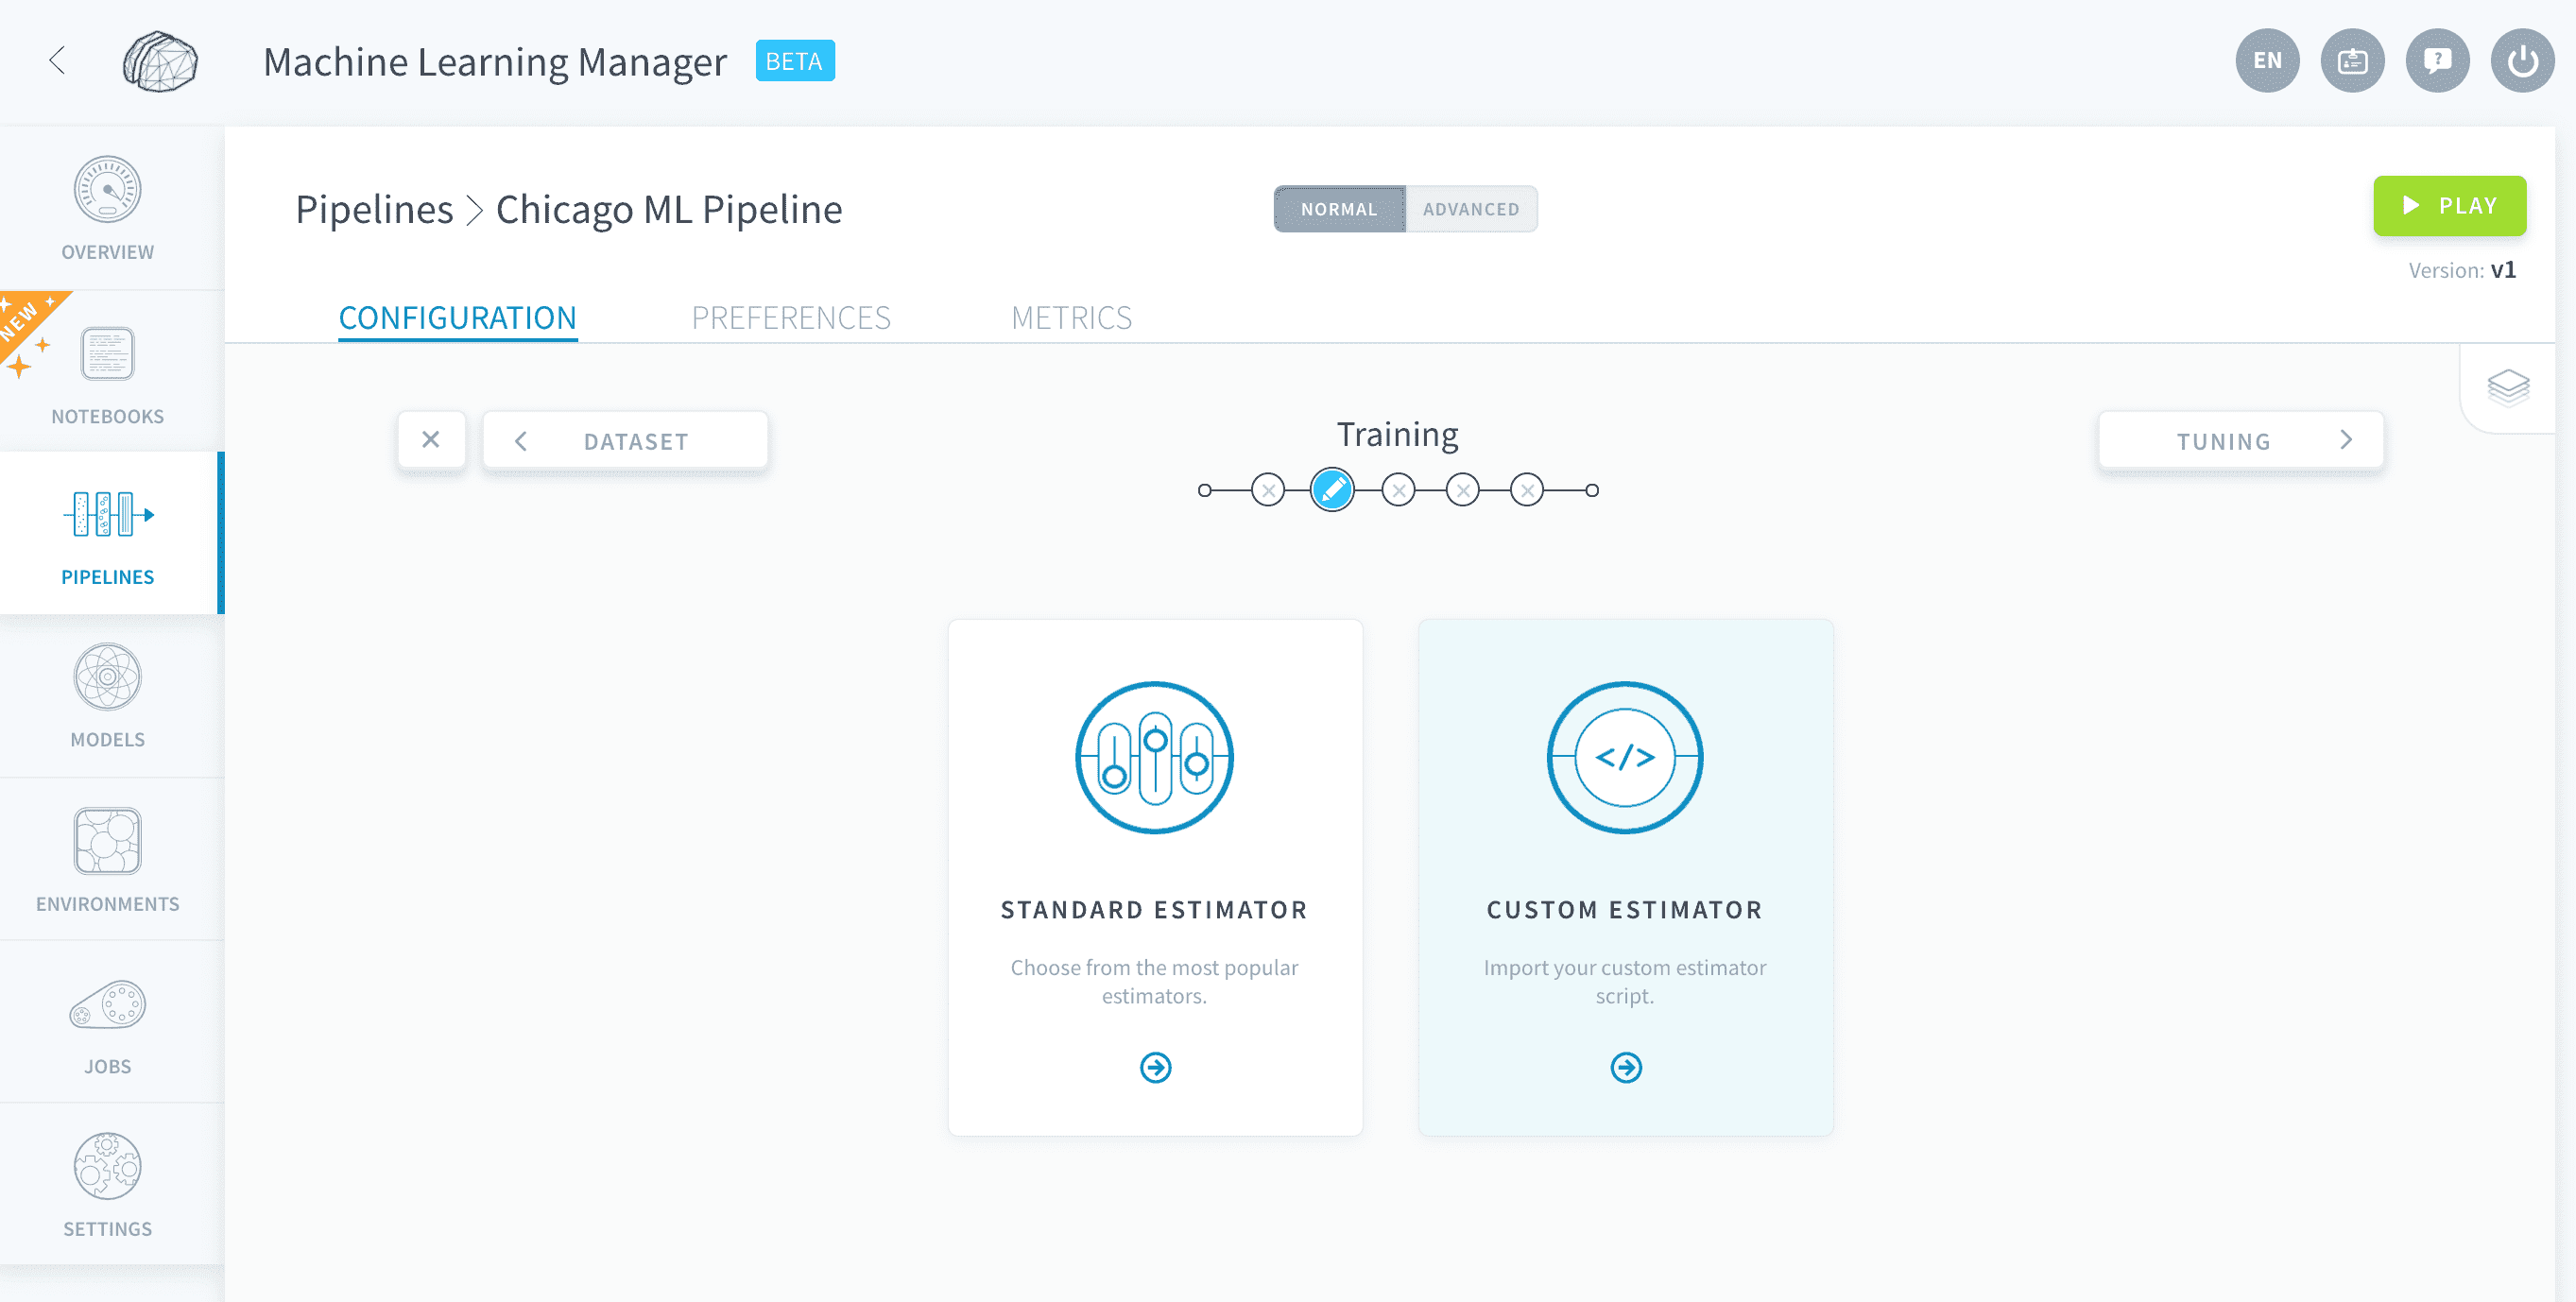 Machine Learning Manager BETA
EN
OVERVIEW
NEW
NOTEBOOKS
PIPELINES
MODELS
ENVIRONMENTS
JOBS
SETTINGS
Pipelines > Chicago ML Pipeline
NORMAL ADVANCED
PLAY
Version: v1
CONFIGURATION PREFERENCES METRICS
DATASET
Training
TUNING
STANDARD ESTIMATOR
Choose from the most popular
estimators.
</>
CUSTOM ESTIMATOR
Import your custom estimator
script.